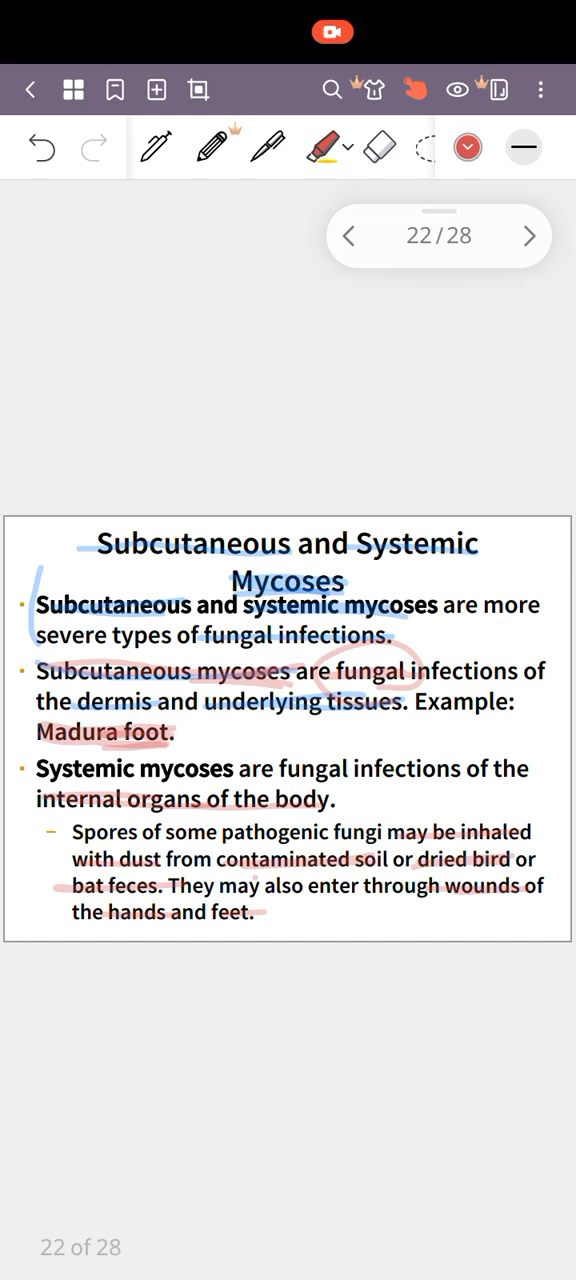 22 / 28
Subcutaneous and Systemic
Mycoses
· Subcutaneous and systemic mycoses are more
severe types of fungal infections.
· Subcutaneous mycoses are fungal infections of
the dermis and underlying tissues. Example:
Madura foot.
· Systemic mycoses are fungal infections of the
internal organs of the body.
– Spores of some pathogenic fungi may be inhaled
with dust from contaminated soil or dried bird or
bat feces. They may also enter through wounds of
the hands and feet.
22 of 28